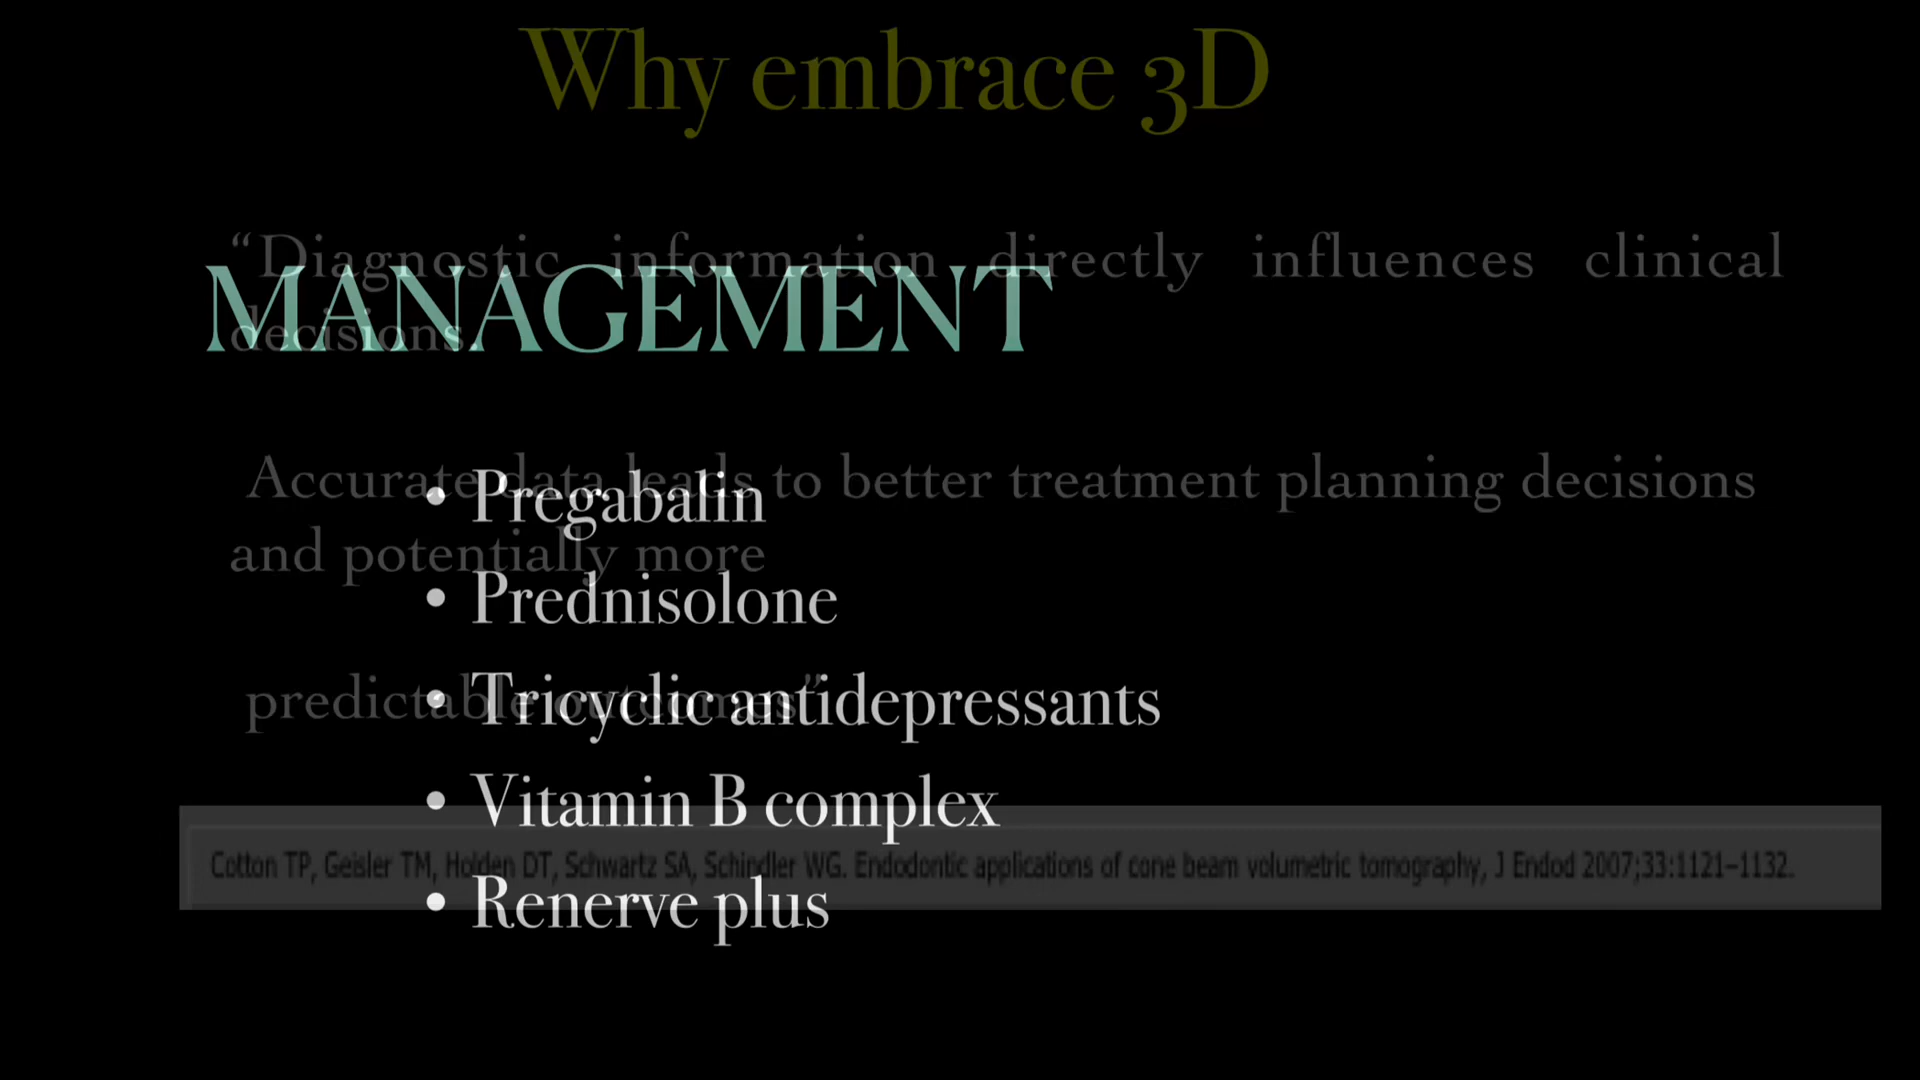 Why embrace 3D
“Diagnostic information directly influences clinical
decisions.
MANAGEMENT
Accurate data leads to better treatment planning decisions
and potentially more
predictable outcomes”
• Pregabalin
• Prednisolone
• Tricyclic antidepressants
• Vitamin B complex
• Renerve plus
Cotton TP, Geisler TM, Holden DT, Schwartz SA, Schindler WG. Endodontic applications of cone beam volumetric tomography, J Endod 2007;33:1121–1132.